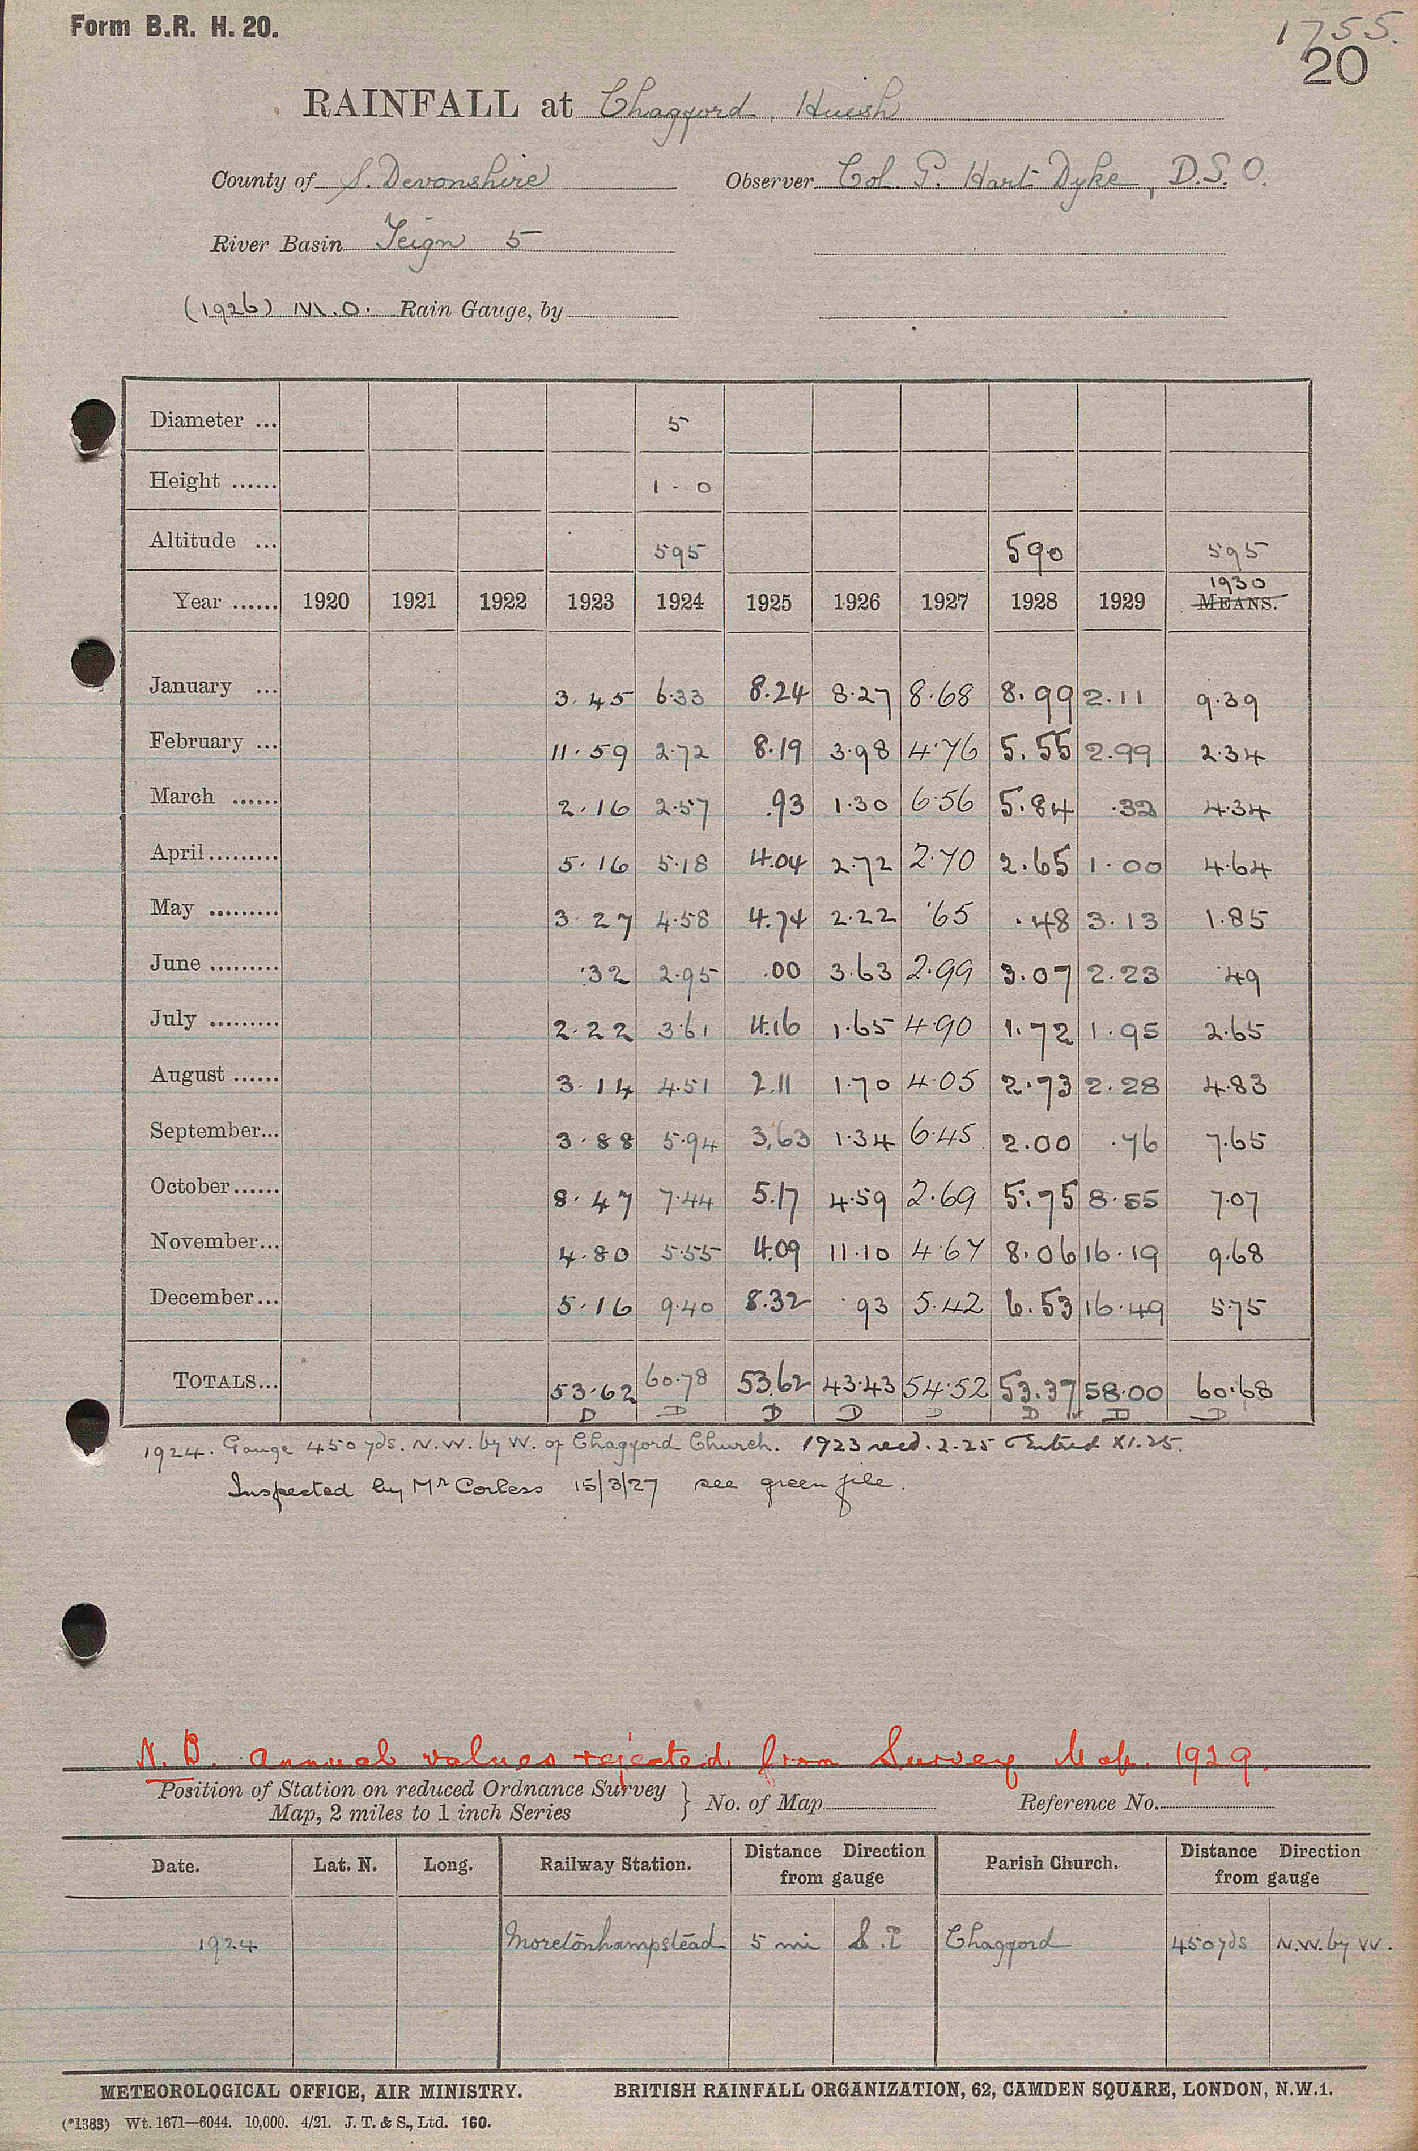 Form B.R. H. 20.
1755.
20
RAINFALL at Chagford, Huish
County of S. Devonshire Observer Col. P. Hart Dyke, D.S.O.
River Basin Teign 5
(1926) M.O. Rain Gauge, by
Diameter ... 5
Height ...... 1 - 0
Altitude ... 595 590 595
Year ...... 1920 1921 1922 1923 1924 1925 1926 1927 1928 1929 1930 MEANS.
January ... 3.45 6.33 8.24 8.27 8.68 8.99 2.11 9.39
February ... 11.59 2.72 8.19 3.98 4.76 5.55 2.99 2.34
March ...... 2.16 2.57 .93 1.30 6.56 5.84 .32 4.34
April ......... 5.16 5.18 4.04 2.72 2.70 2.65 1.00 4.64
May ......... 3.27 4.58 4.74 2.22 .65 .48 3.13 1.85
June ......... .32 2.95 .00 3.63 2.99 3.07 2.23 .49
July ......... 2.22 3.61 4.16 1.65 4.90 1.72 1.95 2.65
August ...... 3.14 4.51 2.11 1.70 4.05 2.73 2.28 4.83
September... 3.88 5.94 3.63 1.34 6.45 2.00 .76 7.65
October ...... 8.47 7.44 5.17 4.59 2.69 5.75 8.55 7.07
November... 4.80 5.55 4.09 11.10 4.67 8.06 16.19 9.68
December... 5.16 9.40 8.32 .93 5.42 6.53 16.49 5.75
TOTALS... 53.62 60.78 53.62 43.43 54.52 53.37 58.00 60.68
D D D D D D D D
1924. Gauge 450 yds. N.W. by W. of Chagford Church. 1923 recd. 2.25 Entred XI.25.
Inspected by Mr Corless 15/3/27 see green file.
N.B. Annual values rejected from Survey Map. 1929.
Position of Station on reduced Ordnance Survey Map, 2 miles to 1 inch Series } No. of Map Reference No.
Date. Lat. N. Long. Railway Station. Distance Direction from gauge Parish Church. Distance Direction from gauge
1924 Moretonhampstead 5 mi S.E Chagford 450 yds N.W. by W.
METEOROLOGICAL OFFICE, AIR MINISTRY. BRITISH RAINFALL ORGANIZATION, 62, CAMDEN SQUARE, LONDON, N.W.1.
(*1383) Wt. 1671—6044. 10,000. 4/21. J. T. & S., Ltd. 160.